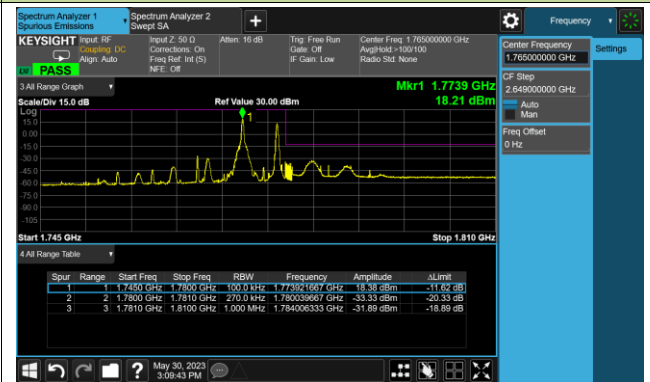 Spectrum Analyzer 1
Spurious Emissions
Spectrum Analyzer 2
Swept SA
Frequency
KEYSIGHT
Input: RF
Coupling: DC
Align: Auto
Input Z: 50 Ω
Corrections: On
Freq Ref: Int (S)
NFE: Off
Atten: 16 dB
Trig: Free Run
Gate: Off
IF Gain: Low
Center Freq: 1.765000000 GHz
Avg|Hold:>100/100
Radio Std: None
PASS
Center Frequency
1.765000000 GHz
Settings
CF Step
2.649000000 GHz
Auto
Man
Freq Offset
0 Hz
3 All Range Graph
Mkr1 1.7739 GHz
Scale/Div 15.0 dB
Ref Value 30.00 dBm
18.21 dBm
Log
1
15.0
0.00
-15.0
-30.0
-45.0
-60.0
-75.0
-90.0
-105
Start 1.745 GHz
Stop 1.810 GHz
4 All Range Table
Spur Range Start Freq Stop Freq RBW Frequency Amplitude ΔLimit
1 1 1.7450 GHz 1.7800 GHz 100.0 kHz 1.773921667 GHz 18.38 dBm -11.62 dB
2 2 1.7800 GHz 1.7810 GHz 270.0 kHz 1.780039667 GHz -33.33 dBm -20.33 dB
3 3 1.7810 GHz 1.8100 GHz 1.000 MHz 1.784006333 GHz -31.89 dBm -18.89 dB
?
May 30, 2023
3:09:43 PM